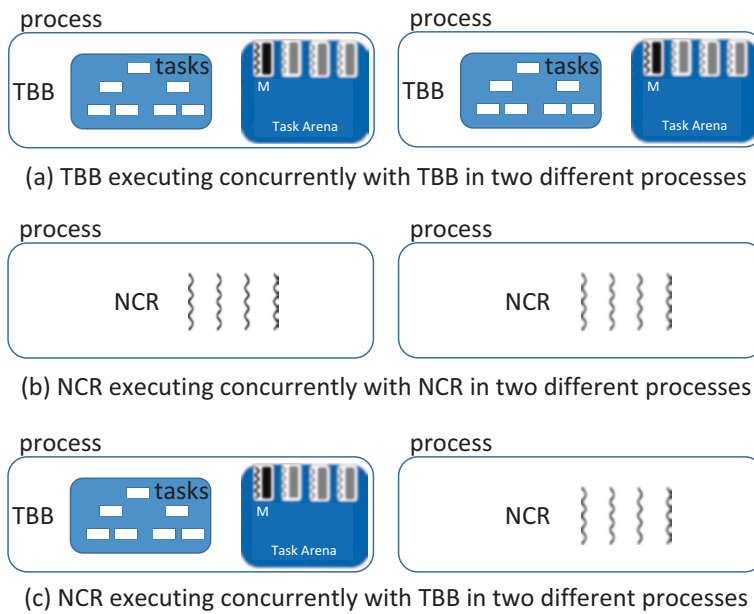 process process
TBB tasks M Task Arena TBB tasks M Task Arena
(a) TBB executing concurrently with TBB in two different processes
process process
NCR NCR
(b) NCR executing concurrently with NCR in two different processes
process process
TBB tasks M Task Arena NCR
(c) NCR executing concurrently with TBB in two different processes